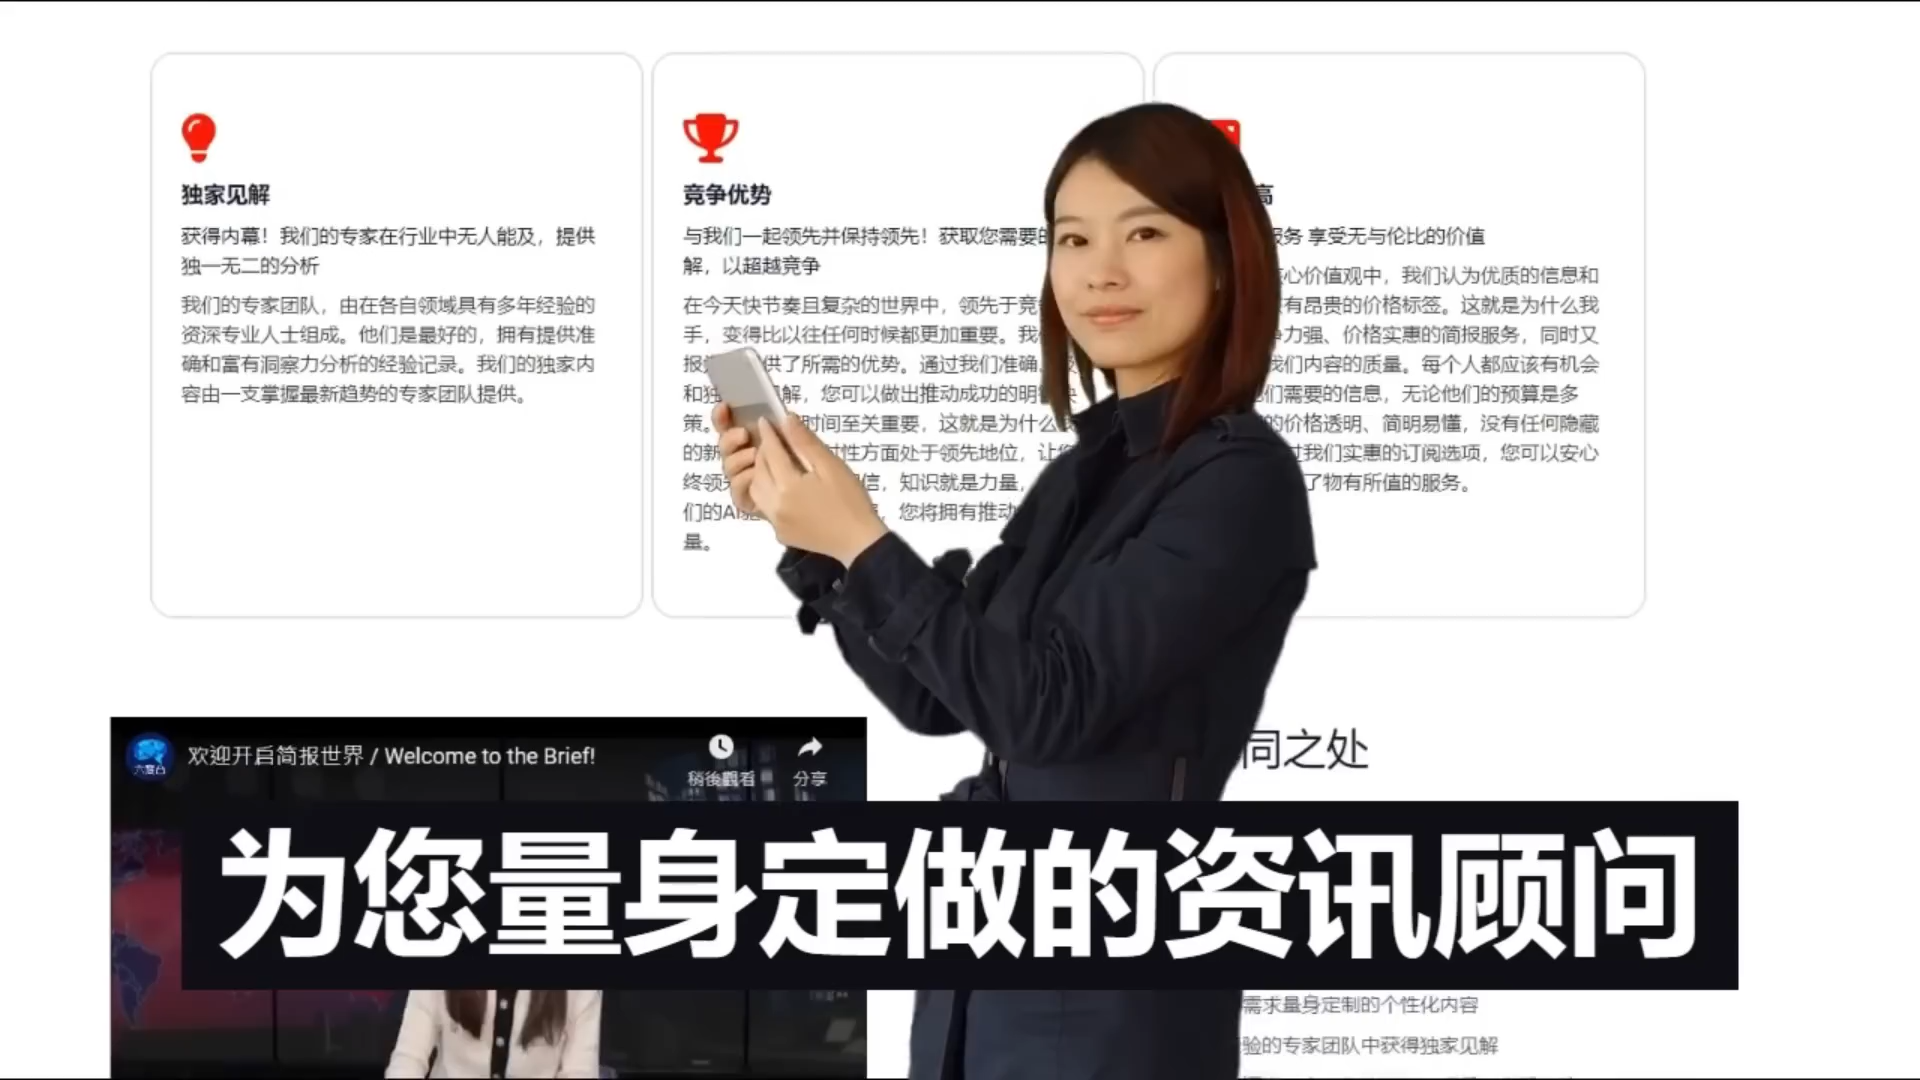 独家见解
获得内幕！我们的专家在行业中无人能及，提供
独一无二的分析
我们的专家团队，由在各自领域具有多年经验的
资深专业人士组成。他们是最好的，拥有提供准
确和富有洞察力分析的经验记录。我们的独家内
容由一支掌握最新趋势的专家团队提供。
竞争优势
与我们一起领先并保持领先！获取您需要的
解，以超越竞争
在今天快节奏且复杂的世界中，领先于竞
手，变得比以往任何时候都更加重要。我
报 供了所需的优势。通过我们准确、
和独 解，您可以做出推动成功的明
策。 时间至关重要，这就是为什么
的新 性方面处于领先地位，让
终领 信，知识就是力量，
们的AI 您将拥有推动
量。
高
服务 享受无与伦比的价值
心价值观中，我们认为优质的信息和
有昂贵的价格标签。这就是为什么我
力强、价格实惠的简报服务，同时又
我们内容的质量。每个人都应该有机会
们需要的信息，无论他们的预算是多
的价格透明、简明易懂，没有任何隐藏
过我们实惠的订阅选项，您可以安心
了物有所值的服务。
六度台
欢迎开启简报世界 / Welcome to the Brief!
稍後觀看
分享
同之处
为您量身定做的资讯顾问
需求量身定制的个性化内容
验的专家团队中获得独家见解